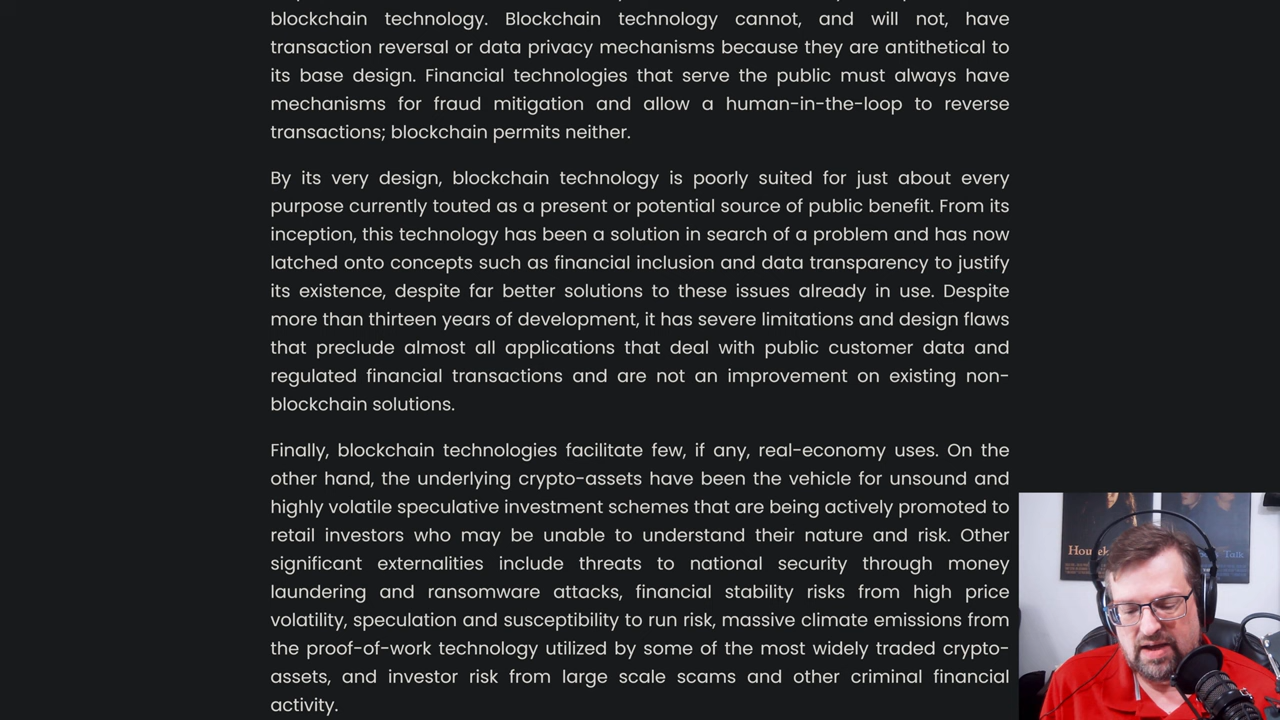 blockchain technology. Blockchain technology cannot, and will not, have
transaction reversal or data privacy mechanisms because they are antithetical to
its base design. Financial technologies that serve the public must always have
mechanisms for fraud mitigation and allow a human-in-the-loop to reverse
transactions; blockchain permits neither.
By its very design, blockchain technology is poorly suited for just about every
purpose currently touted as a present or potential source of public benefit. From its
inception, this technology has been a solution in search of a problem and has now
latched onto concepts such as financial inclusion and data transparency to justify
its existence, despite far better solutions to these issues already in use. Despite
more than thirteen years of development, it has severe limitations and design flaws
that preclude almost all applications that deal with public customer data and
regulated financial transactions and are not an improvement on existing non-
blockchain solutions.
Finally, blockchain technologies facilitate few, if any, real-economy uses. On the
other hand, the underlying crypto-assets have been the vehicle for unsound and
highly volatile speculative investment schemes that are being actively promoted to
retail investors who may be unable to understand their nature and risk. Other
significant externalities include threats to national security through money
laundering and ransomware attacks, financial stability risks from high price
volatility, speculation and susceptibility to run risk, massive climate emissions from
the proof-of-work technology utilized by some of the most widely traded crypto-
assets, and investor risk from large scale scams and other criminal financial
activity.
Talk